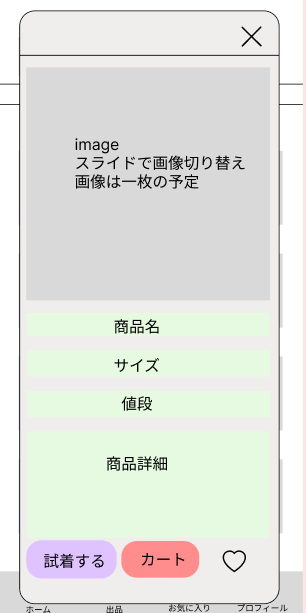 image
スライドで画像切り替え
画像は一枚の予定
商品名
サイズ
値段
商品詳細
試着する
カート
ホーム
出品
お気に入り
プロフィール